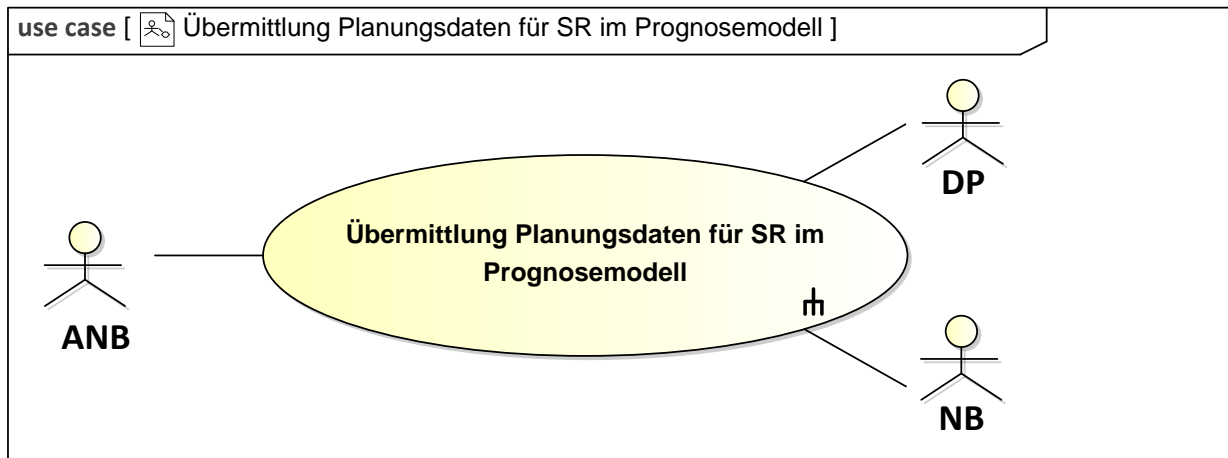 use case [ Übermittlung Planungsdaten für SR im Prognosemodell ]
DP
Übermittlung Planungsdaten für SR im
Prognosemodell
ANB
NB